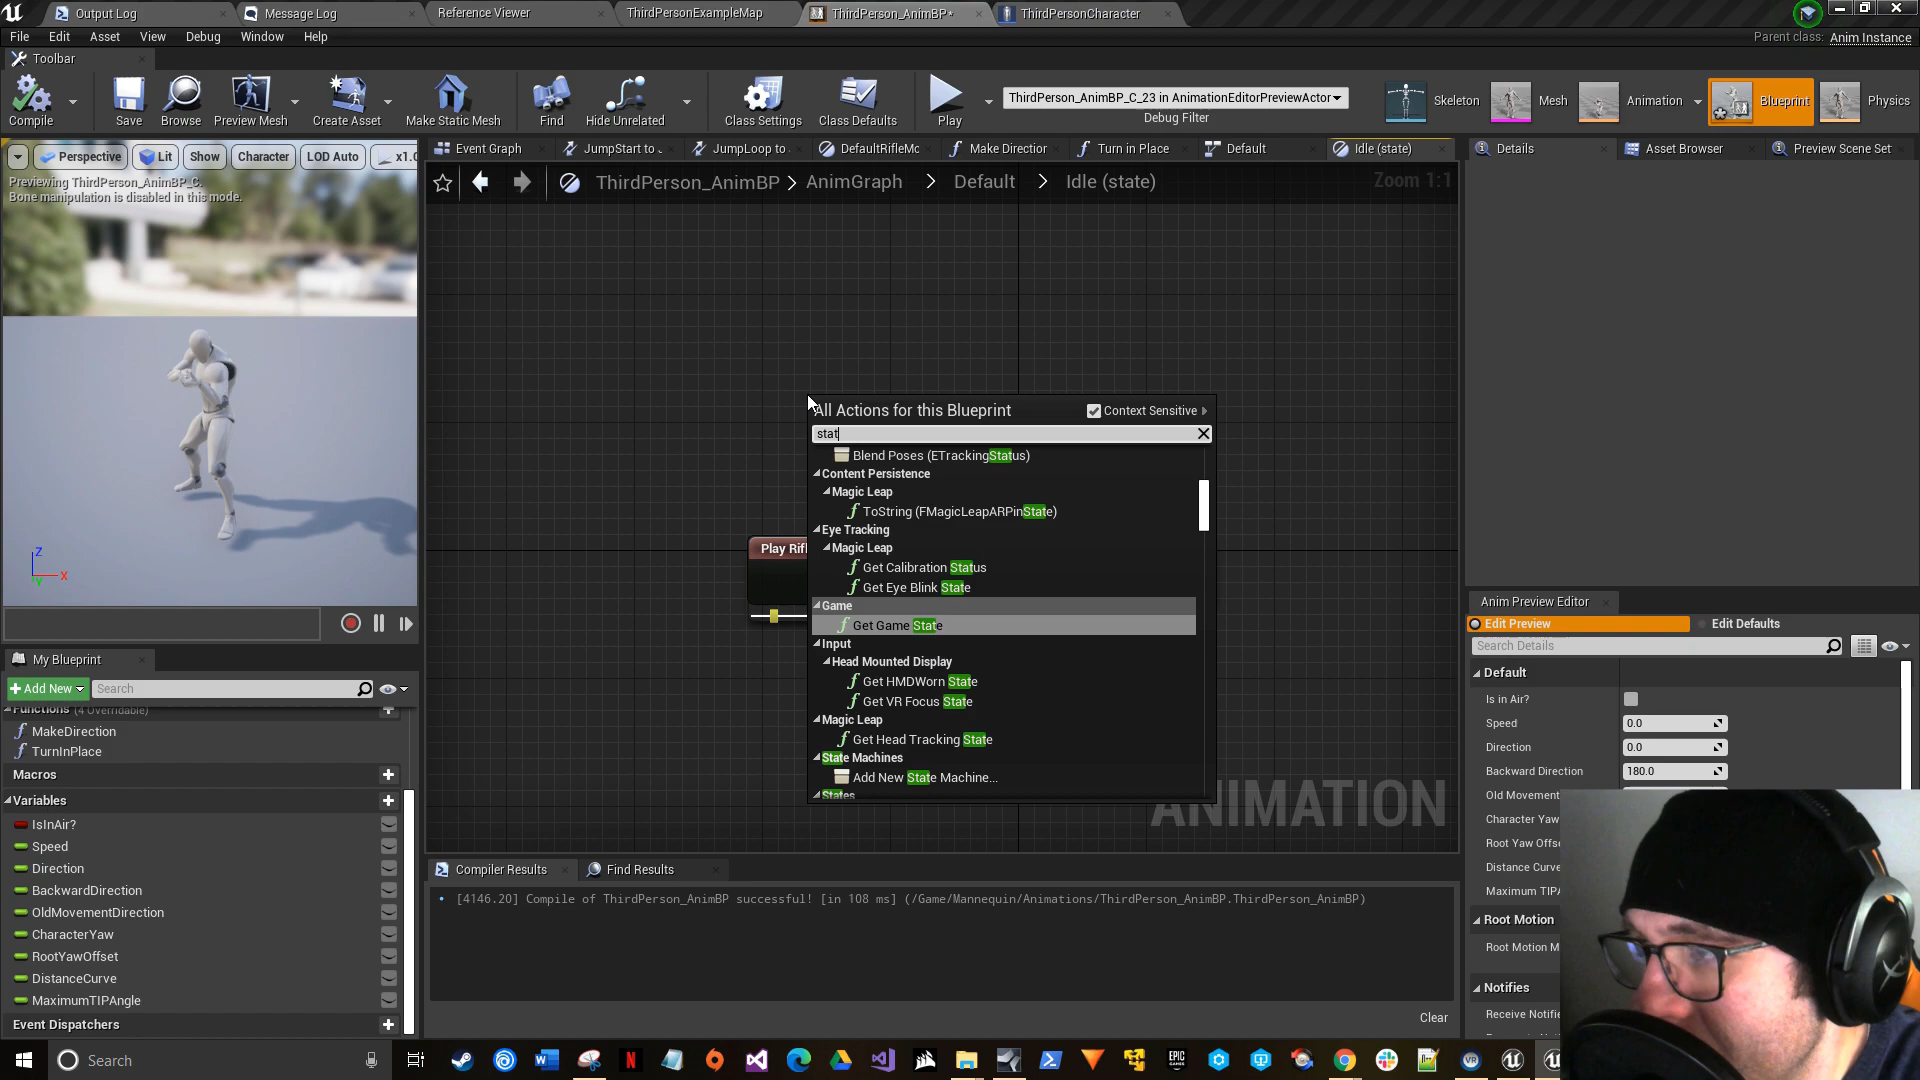 Output Log
Message Log
Reference Viewer
ThirdPersonExampleMap
ThirdPerson_AnimBP*
ThirdPersonCharacter
File
Edit
Asset
View
Debug
Window
Help
Parent class: Anim Instance
Toolbar
Compile
Save
Browse
Preview Mesh
Create Asset
Make Static Mesh
Find
Hide Unrelated
Class Settings
Class Defaults
Play
ThirdPerson_AnimBP_C_23 in AnimationEditorPreviewActor
Debug Filter
Skeleton
Mesh
Animation
Blueprint
Physics
Perspective
Lit
Show
Character
LOD Auto
x1.0
Previewing ThirdPerson_AnimBP_C.
Bone manipulation is disabled in this mode.
Z
X
Y
Event Graph
JumpStart to
JumpLoop to
DefaultRifleMo
Make Direction
Turn in Place
Default
Idle (state)
ThirdPerson_AnimBP > AnimGraph > Default > Idle (state)
Zoom 1:1
Play Rifl
All Actions for this Blueprint
Context Sensitive
stat
Blend Poses (ETrackingStatus)
Content Persistence
Magic Leap
ToString (FMagicLeapARPinState)
Eye Tracking
Magic Leap
Get Calibration Status
Get Eye Blink State
Game
Get Game State
Input
Head Mounted Display
Get HMDWorn State
Get VR Focus State
Magic Leap
Get Head Tracking State
State Machines
Add New State Machine...
States
ANIMATION
My Blueprint
Add New
Search
Functions (4 Overridable)
MakeDirection
TurnInPlace
Macros
Variables
IsInAir?
Speed
Direction
BackwardDirection
OldMovementDirection
CharacterYaw
RootYawOffset
DistanceCurve
MaximumTIPAngle
Event Dispatchers
Compiler Results
Find Results
[4146.20] Compile of ThirdPerson_AnimBP successful! [in 108 ms] (/Game/Mannequin/Animations/ThirdPerson_AnimBP.ThirdPerson_AnimBP)
Clear
Details
Asset Browser
Preview Scene Set
Anim Preview Editor
Edit Preview
Edit Defaults
Search Details
Default
Is in Air?
Speed
0.0
Direction
0.0
Backward Direction
180.0
Old Movement
Character Yaw
Root Yaw Offse
Distance Curve
Maximum TIPA
Root Motion
Root Motion M
Notifies
Receive Notifie
Search
EPIC GAMES
VR